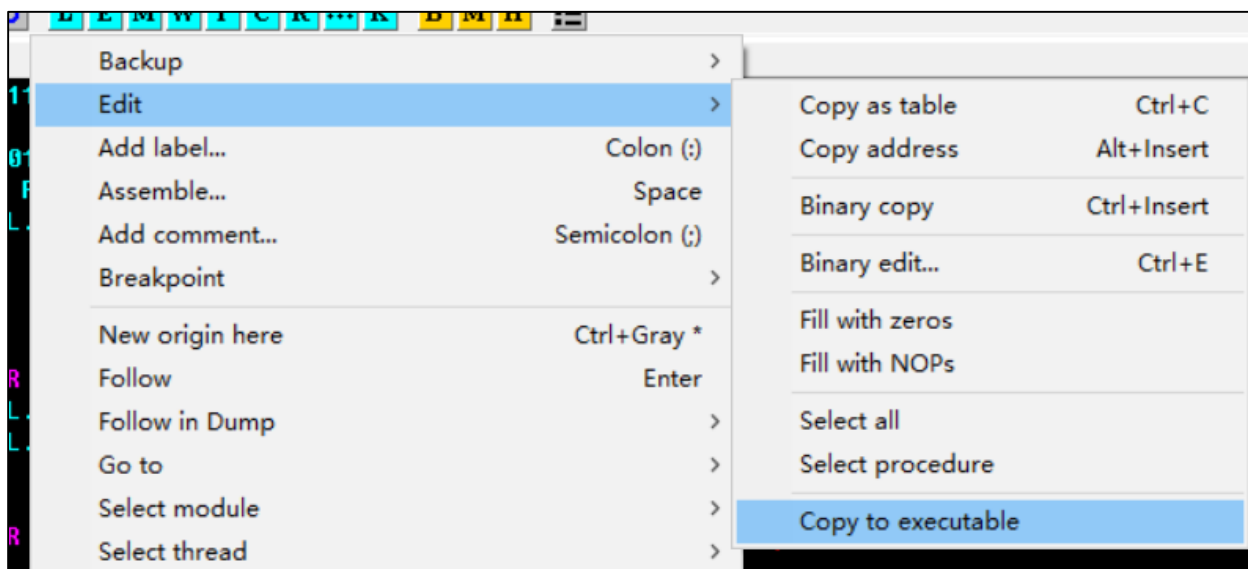 L E M W T C R ... K B M H
Backup
Edit
Add label... Colon (:)
Assemble... Space
Add comment... Semicolon (;)
Breakpoint
New origin here Ctrl+Gray *
Follow Enter
Follow in Dump
Go to
Select module
Select thread
Copy as table Ctrl+C
Copy address Alt+Insert
Binary copy Ctrl+Insert
Binary edit... Ctrl+E
Fill with zeros
Fill with NOPs
Select all
Select procedure
Copy to executable